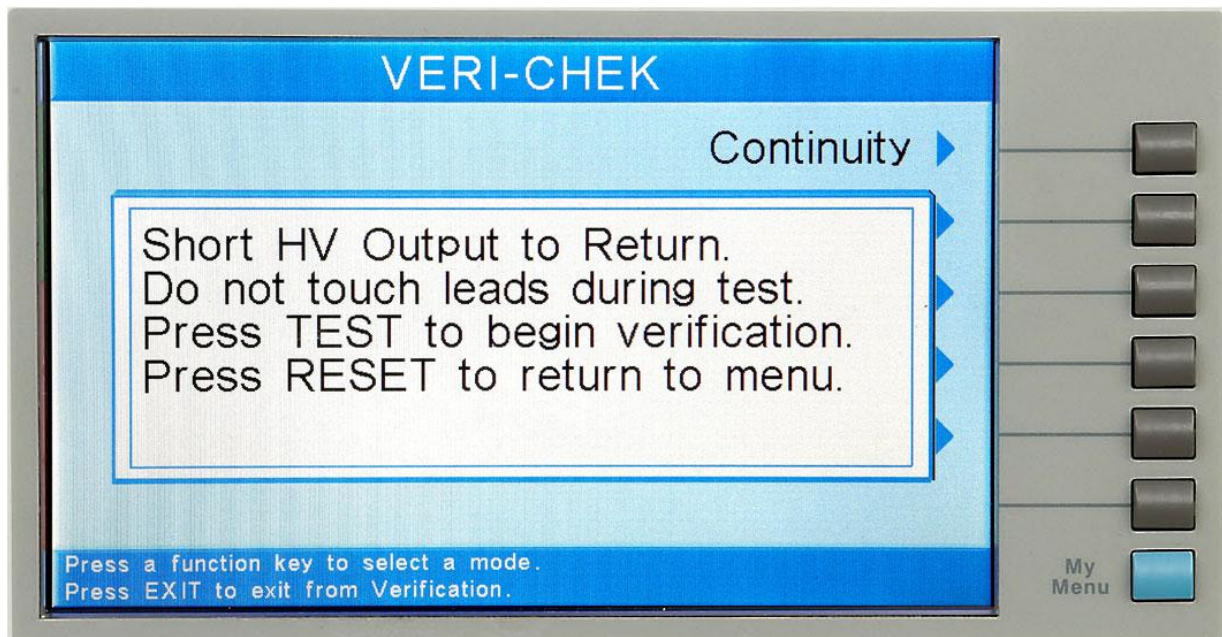 VERI-CHEK
Continuity
Short HV Output to Return.
Do not touch leads during test.
Press TEST to begin verification.
Press RESET to return to menu.
Press a function key to select a mode.
Press EXIT to exit from Verification.
My
Menu